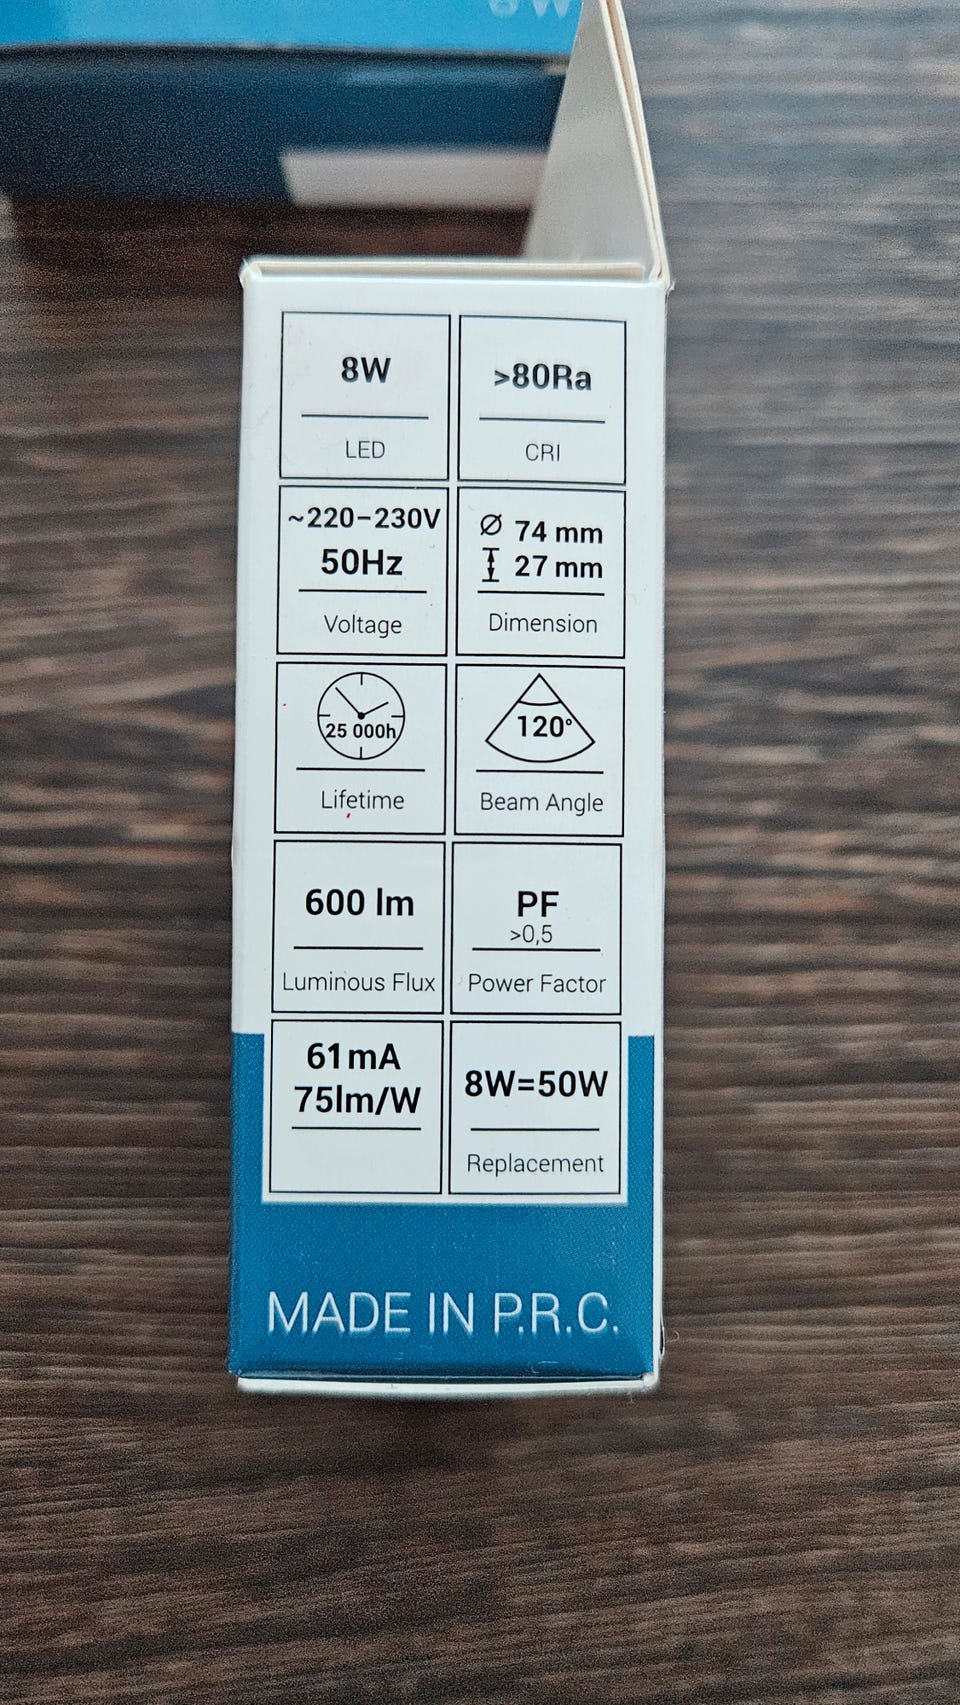 8W
LED
>80Ra
CRI
~220-230V
50Hz
Voltage
Ø 74 mm
27 mm
Dimension
25 000h
Lifetime
120°
Beam Angle
600 lm
Luminous Flux
PF
>0,5
Power Factor
61mA
75lm/W
8W=50W
Replacement
MADE IN P.R.C.